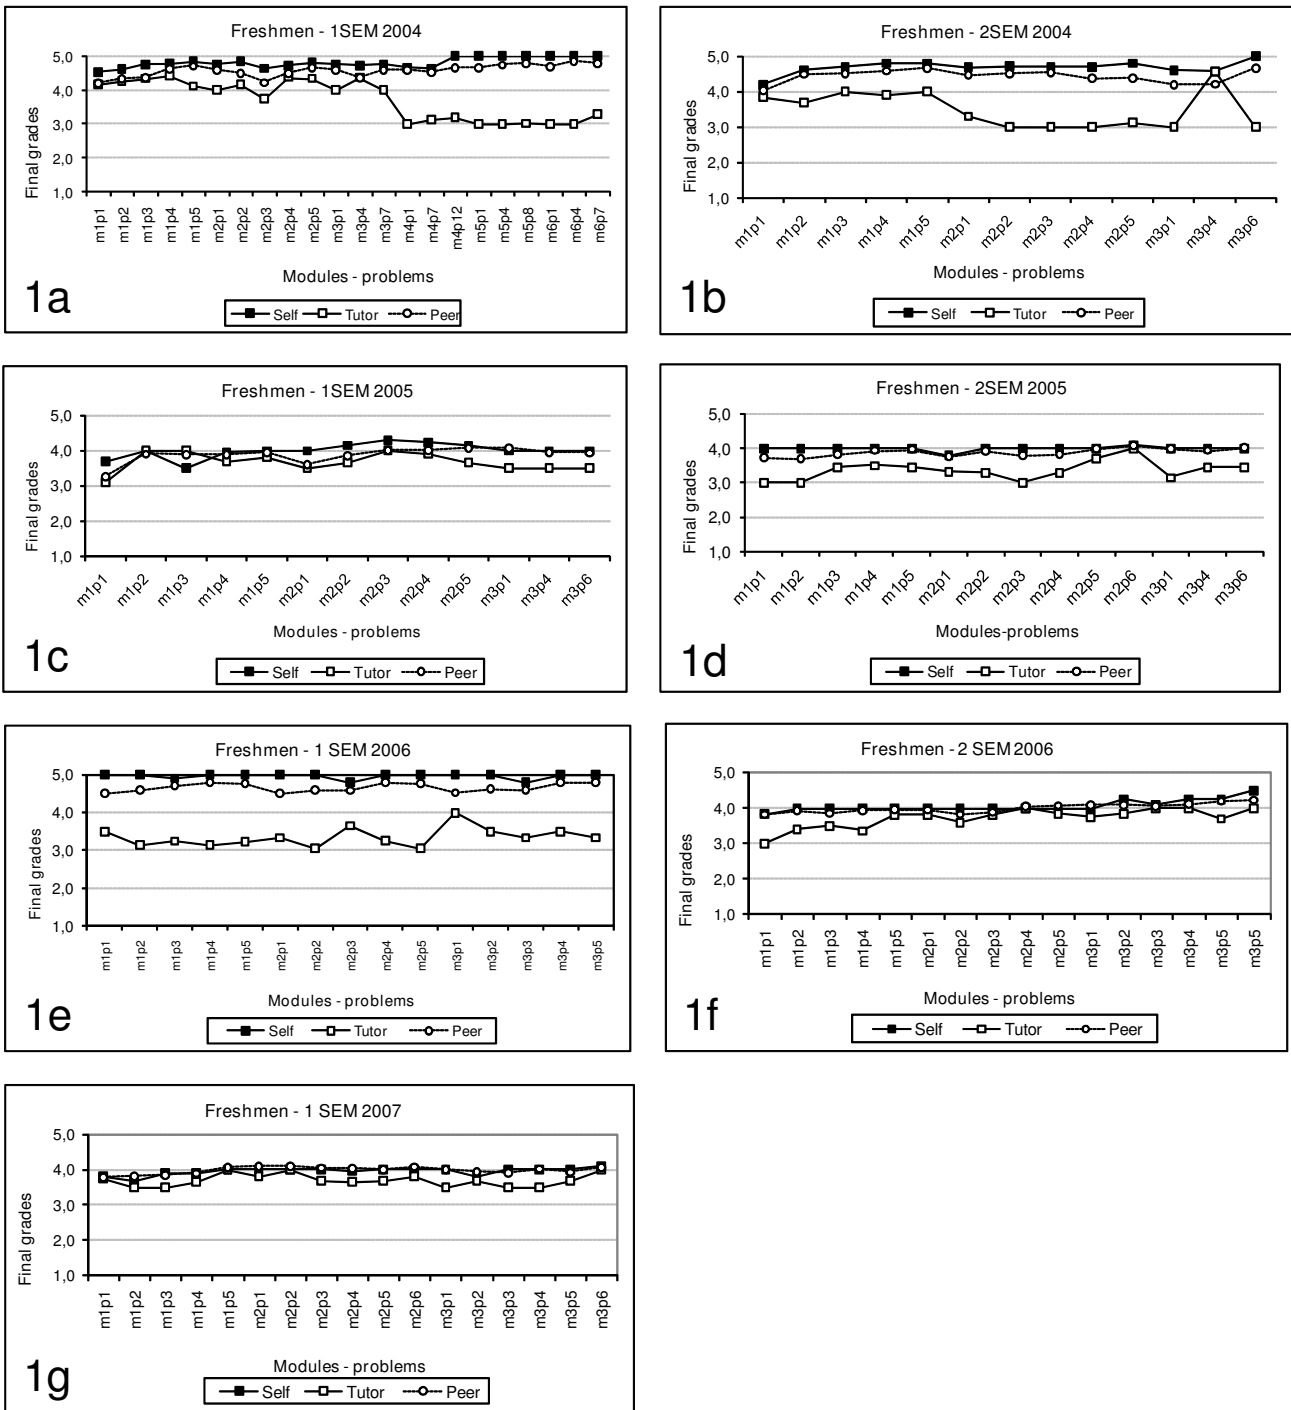 Freshmen - 1SEM 2004
Final grades
5,0
4,0
3,0
2,0
1,0
m1p1 m1p2 m1p3 m1p4 m1p5 m2p1 m2p2 m2p3 m2p4 m2p5 m3p1 m3p4 m3p7 m4p1 m4p7 m4p12 m5p1 m5p4 m5p8 m6p1 m6p4 m6p7
Modules - problems
1a
Self Tutor Peer
Freshmen - 2SEM 2004
Final grades
5,0
4,0
3,0
2,0
1,0
m1p1 m1p2 m1p3 m1p4 m1p5 m2p1 m2p2 m2p3 m2p4 m2p5 m3p1 m3p4 m3p6
Modules - problems
1b
Self Tutor Peer
Freshmen - 1SEM 2005
Final grades
5,0
4,0
3,0
2,0
1,0
m1p1 m1p2 m1p3 m1p4 m1p5 m2p1 m2p2 m2p3 m2p4 m2p5 m3p1 m3p4 m3p6
Modules - problems
1c
Self Tutor Peer
Freshmen - 2SEM 2005
Final grades
5,0
4,0
3,0
2,0
1,0
m1p1 m1p2 m1p3 m1p4 m1p5 m2p1 m2p2 m2p3 m2p4 m2p5 m2p6 m3p1 m3p4 m3p6
Modules-problems
1d
Self Tutor Peer
Freshmen - 1 SEM 2006
Final grades
5,0
4,0
3,0
2,0
1,0
m1p1 m1p2 m1p3 m1p4 m1p5 m2p1 m2p2 m2p3 m2p4 m2p5 m3p1 m3p2 m3p3 m3p4 m3p5
Modules - problems
1e
Self Tutor Peer
Freshmen - 2 SEM 2006
Final grades
5,0
4,0
3,0
2,0
1,0
m1p1 m1p2 m1p3 m1p4 m1p5 m2p1 m2p2 m2p3 m2p4 m2p5 m3p1 m3p2 m3p3 m3p4 m3p5 m3p5
Modules - problems
1f
Self Tutor Peer
Freshmen - 1 SEM 2007
Final grades
5,0
4,0
3,0
2,0
1,0
m1p1 m1p2 m1p3 m1p4 m1p5 m2p1 m2p2 m2p3 m2p4 m2p5 m2p6 m3p1 m3p2 m3p3 m3p4 m3p5 m3p6
Modules - problems
1g
Self Tutor Peer